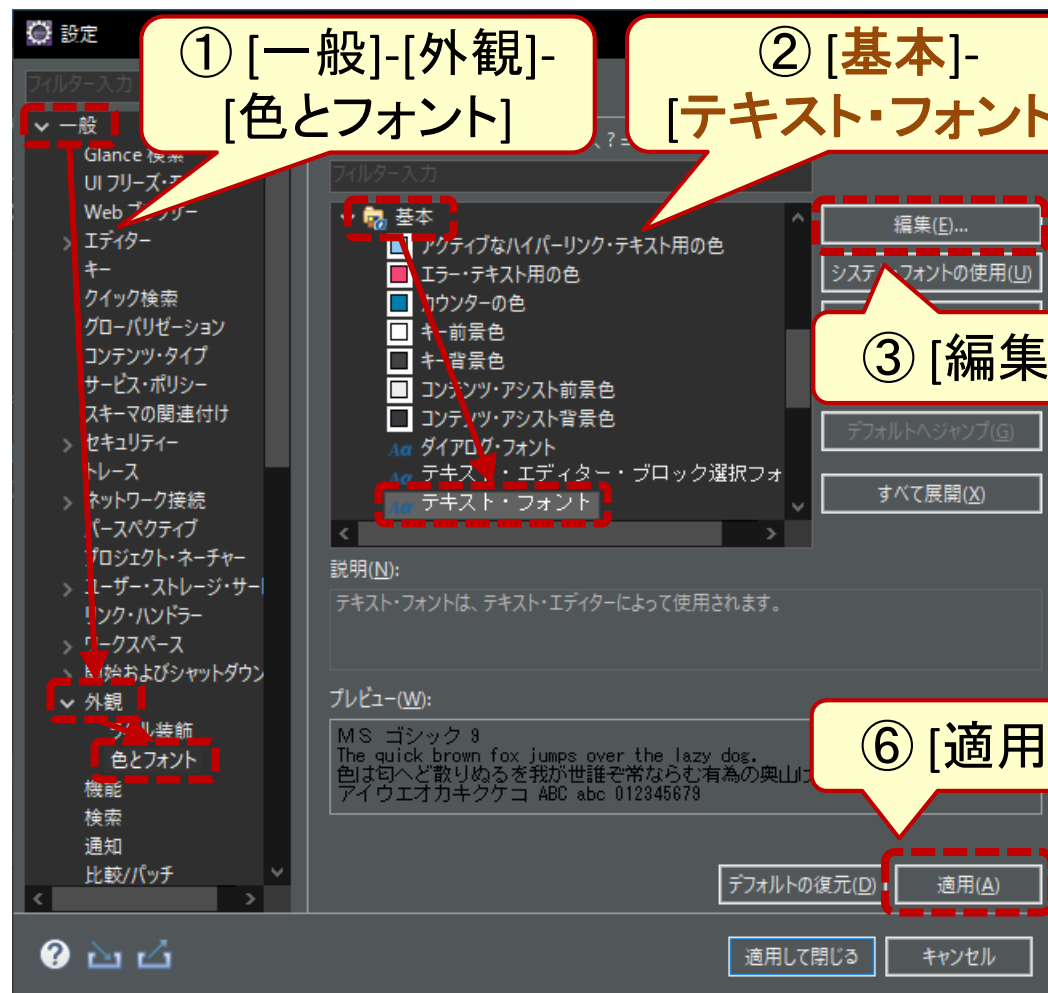 設定
① [一般]-[外観]-
[色とフォント]
② [基本]-
[テキスト・フォント
フィルター入力
一般
Glance 検索
UI フリーズ・モ
Web ブラウザー
エディター
キー
クイック検索
グローバリゼーション
コンテンツ・タイプ
サービス・ポリシー
スキーマの関連付け
セキュリティー
トレース
ネットワーク接続
パースペクティブ
プロジェクト・ネーチャー
ユーザー・ストレージ・サー
リンク・ハンドラー
ワークスペース
開始およびシャットダウン
外観
ラベル装飾
色とフォント
機能
検索
通知
比較/パッチ
、? =
フィルター入力
基本
アクティブなハイパーリンク・テキスト用の色
エラー・テキスト用の色
カウンターの色
キー前景色
キー背景色
コンテンツ・アシスト前景色
コンテンツ・アシスト背景色
Aa ダイアログ・フォント
Aa テキスト・エディター・ブロック選択フォ
Aa テキスト・フォント
編集(E)...
システム・フォントの使用(U)
③ [編集
デフォルトへジャンプ(G)
すべて展開(X)
説明(N):
テキスト・フォントは、テキスト・エディターによって使用されます。
プレビュー(W):
MS ゴシック 9
The quick brown fox jumps over the lazy dog.
色は匂へど散りぬるを我が世誰ぞ常ならむ有為の奥山は
アイウエオカキクケコ ABC abc 012345679
⑥ [適用
デフォルトの復元(D)
適用(A)
適用して閉じる
キャンセル